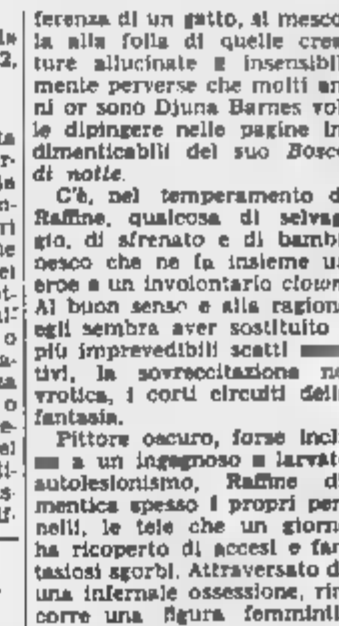 ferenza di un gatto, si mesco
la alla folla di quelle crea
ture allucinate e insensibil
mente perverse che molti an
ni or sono Djuna Barnes vol
le dipingere nelle pagine in
dimenticabili del suo Bosco
di notte.
C'è, nel temperamento d
Raffine, qualcosa di selvag
gio, di sfrenato e di bambi
nesco che ne fa insieme un
eroe e un involontario clown
Al buon senso e alla ragion
egli sembra aver sostituito
più imprevedibili scatti
tivi, la sovreccitazione ne
vrotica, i corti circuiti dell
fantasia.
Pittore oscuro, forse incli
a un ingegnoso e larvat
autolesionismo, Raffine di
mentica spesso i propri pen
nelli, le tele che un giorn
ha ricoperto di accesi e fan
tasiosi sgorbi. Attraversato d
una infernale ossessione, rin
corre una figura femminil